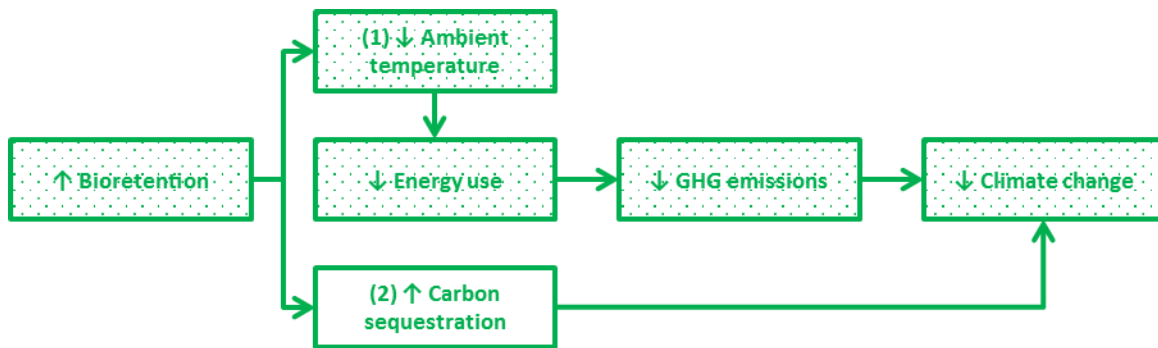 (1) ↓ Ambient
temperature
↑ Bioretention
↓ Energy use
↓ GHG emissions
↓ Climate change
(2) ↑ Carbon
sequestration